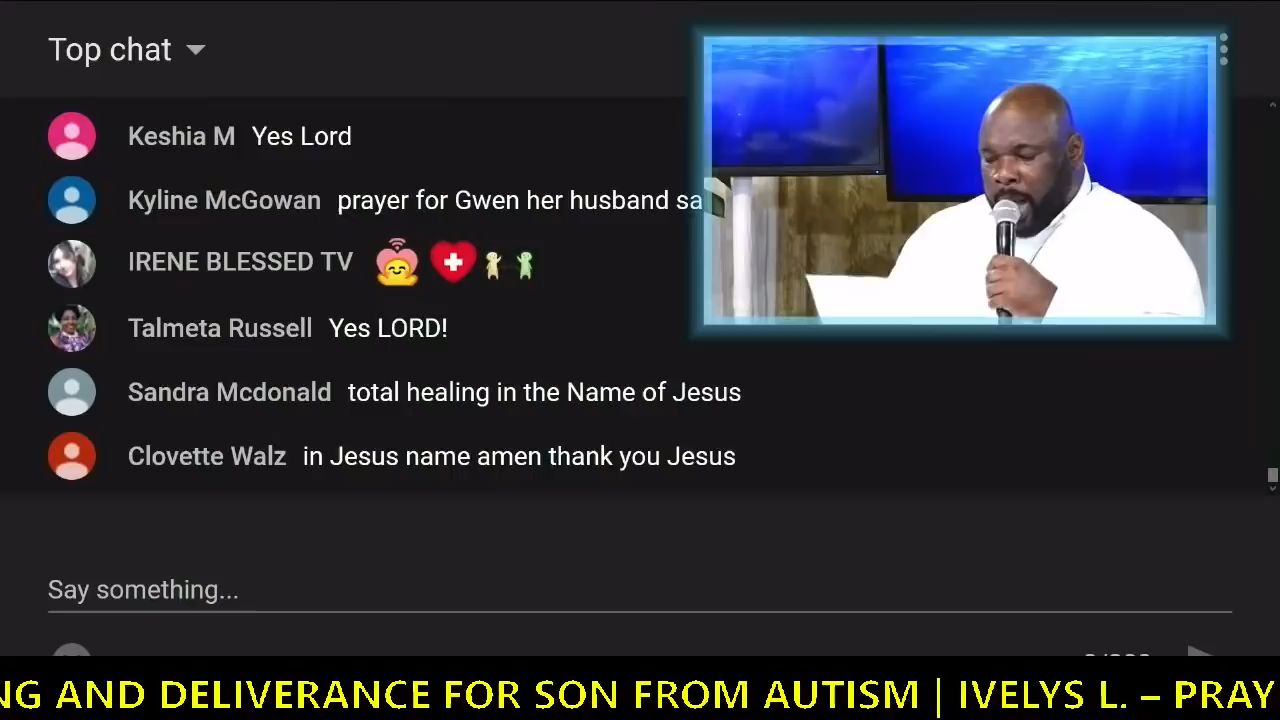 Top chat
Keshia M Yes Lord
Kyline McGowan prayer for Gwen her husband sa
IRENE BLESSED TV
Talmeta Russell Yes LORD!
Sandra Mcdonald total healing in the Name of Jesus
Clovette Walz in Jesus name amen thank you Jesus
Say something...
NG AND DELIVERANCE FOR SON FROM AUTISM | IVELYS L. – PRAY